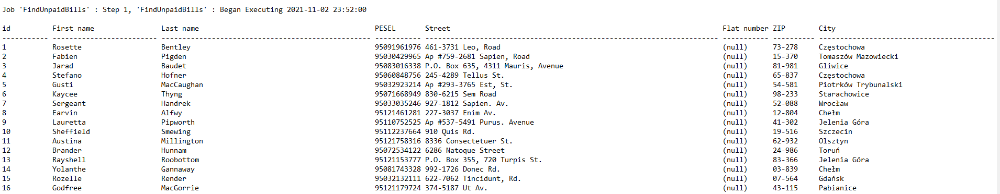 Job 'FindUnpaidBills' : Step 1, 'FindUnpaidBills' : Began Executing 2021-11-02 23:52:00
id First name Last name PESEL Street Flat number ZIP City
----------- ------------------------- -------------------------------------------------- ----------- ---------------------------------------------------------------------- ----------- ---------- ------------------------------------------
1 Rosette Bentley 95091961976 461-3731 Leo, Road (null) 73-278 Częstochowa
2 Fabien Pigden 95030429965 Ap #759-2681 Sapien, Road (null) 15-370 Tomaszów Mazowiecki
3 Jarad Baudet 95083016338 P.O. Box 635, 4311 Mauris, Avenue (null) 81-981 Gliwice
4 Stefano Hofner 95060848756 245-4289 Tellus St. (null) 65-837 Częstochowa
5 Gusti MacCaughan 95032923214 Ap #293-3765 Est, St. (null) 54-581 Piotrków Trybunalski
6 Kaycee Thyng 95071668949 830-6215 Sem Road (null) 98-233 Starachowice
7 Sergeant Handrek 95033035246 927-1812 Sapien. Av. (null) 52-088 Wrocław
8 Earvin Alfwy 95121461281 227-3037 Enim Av. (null) 12-804 Chełm
9 Lauretta Pipworth 95110752525 Ap #537-5491 Purus. Avenue (null) 41-302 Jelenia Góra
10 Sheffield Smewing 95112237664 910 Quis Rd. (null) 19-516 Szczecin
11 Austina Millington 95121758316 8336 Consectetuer St. (null) 62-932 Olsztyn
12 Brander Hunnam 95072534122 6286 Natoque Street (null) 24-986 Toruń
13 Rayshell Roobottom 95121153777 P.O. Box 355, 720 Turpis St. (null) 83-366 Jelenia Góra
14 Yolanthe Gannaway 95081743328 992-1726 Donec Rd. (null) 03-839 Chełm
15 Rozelle Render 95032132111 622-7062 Tincidunt, Rd. (null) 07-564 Gdańsk
16 Godfree MacGorrie 95121179724 374-5187 Ut Av. (null) 43-115 Pabianice